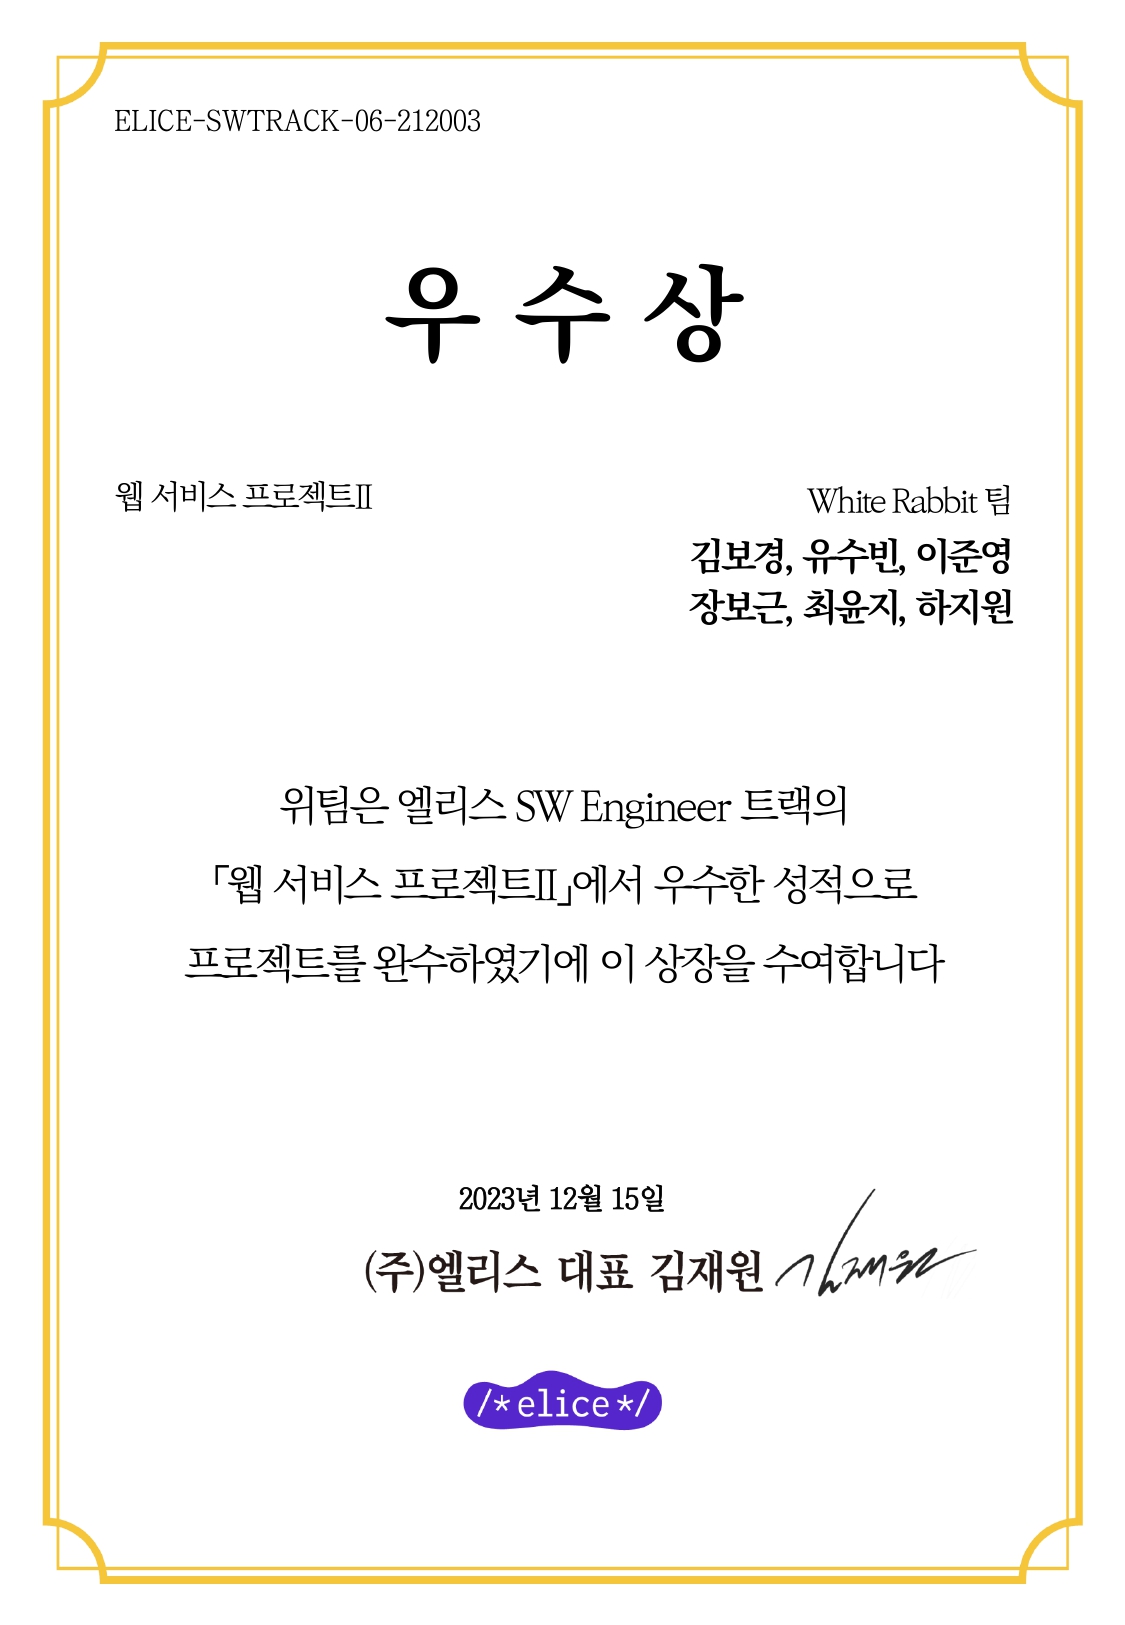 ELICE-SWTRACK-06-212003
우수상
웹 서비스 프로젝트Ⅱ
White Rabbit 팀
김보경, 유수빈, 이준영
장보근, 최윤지, 하지원
위팀은 엘리스 SW Engineer 트랙의
「웹 서비스 프로젝트Ⅱ」에서 우수한 성적으로
프로젝트를 완수하였기에 이 상장을 수여합니다
2023년 12월 15일
(주)엘리스 대표 김재원 김재원
/*elice*/